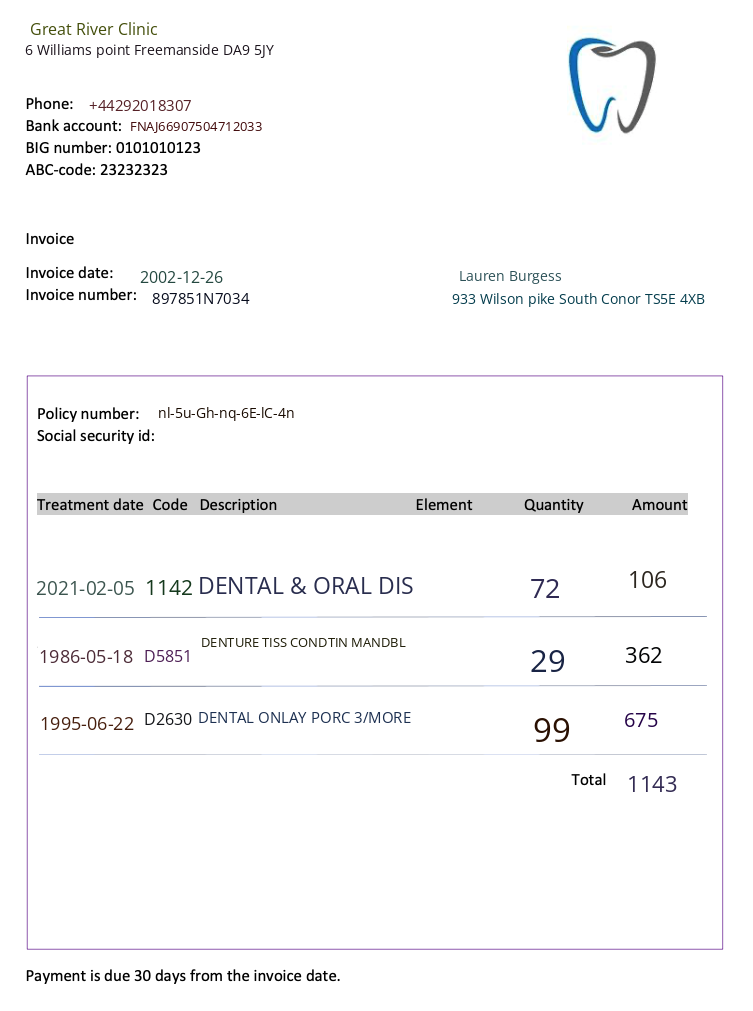 Great River Clinic
6 Williams point Freemanside DA9 5JY
Phone: +44292018307
Bank account: FNAJ66907504712033
BIG number: 0101010123
ABC-code: 23232323
Invoice
Invoice date: 2002-12-26
Lauren Burgess
Invoice number: 897851N7034
933 Wilson pike South Conor TS5E 4XB
Policy number: nl-5u-Gh-nq-6E-lC-4n
Social security id:
Treatment date Code Description Element Quantity Amount
2021-02-05 1142 DENTAL & ORAL DIS 72 106
1986-05-18 D5851 DENTURE TISS CONDTIN MANDBL 29 362
1995-06-22 D2630 DENTAL ONLAY PORC 3/MORE 99 675
Total 1143
Payment is due 30 days from the invoice date.